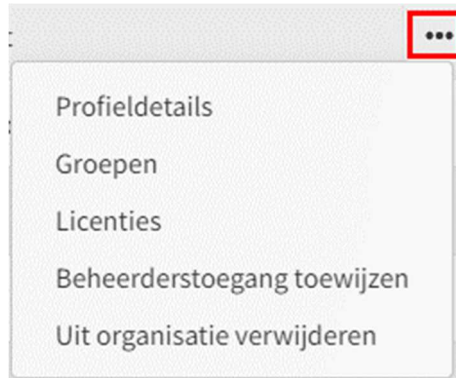 Profieldetails
Groepen
Licenties
Beheerderstoegang toewijzen
Uit organisatie verwijderen